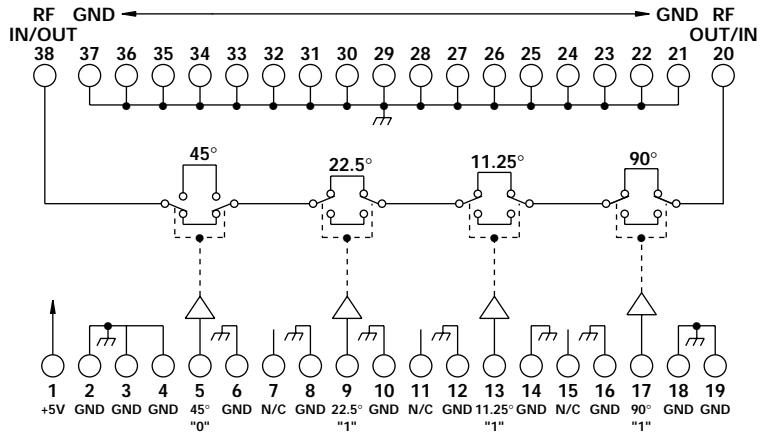 RF GND GND RF
IN/OUT OUT/IN
38 37 36 35 34 33 32 31 30 29 28 27 26 25 24 23 22 21 20
45° 22.5° 11.25° 90°
1 2 3 4 5 6 7 8 9 10 11 12 13 14 15 16 17 18 19
+5V GND GND GND 45° GND N/C GND 22.5° GND N/C GND 11.25° GND N/C GND 90° GND GND
"0" "1" "1" "1"